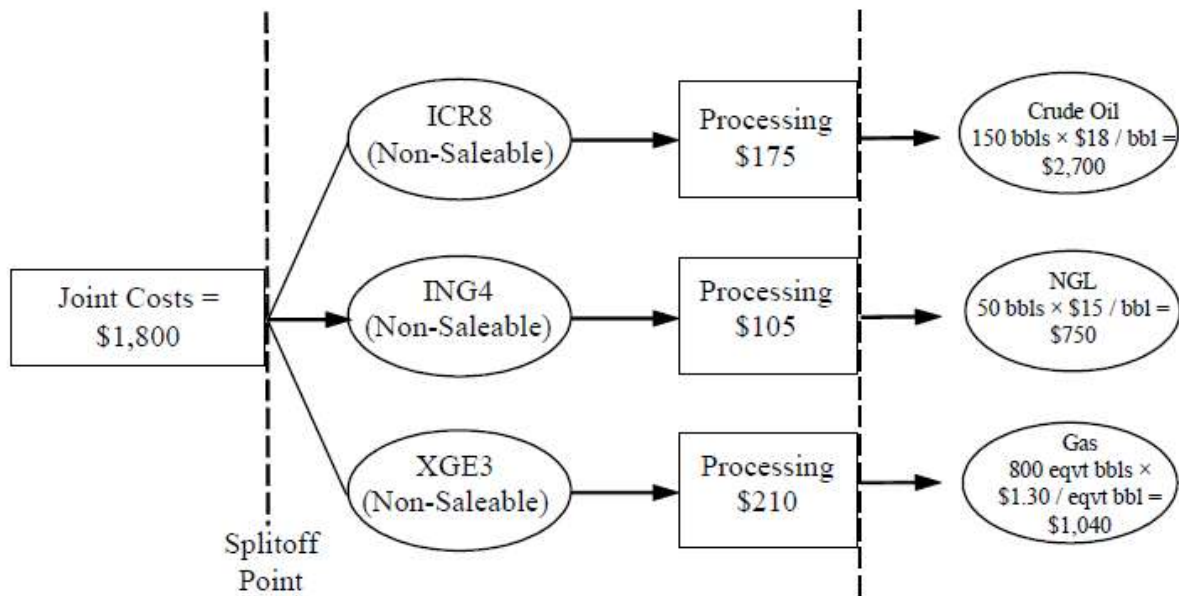 ICR8
(Non-Saleable)
Processing
$175
Crude Oil
150 bbls × $18 / bbl =
$2,700
Joint Costs =
$1,800
ING4
(Non-Saleable)
Processing
$105
NGL
50 bbls × $15 / bbl =
$750
XGE3
(Non-Saleable)
Processing
$210
Gas
800 eqvt bbls ×
$1.30 / eqvt bbl =
$1,040
Splitoff
Point